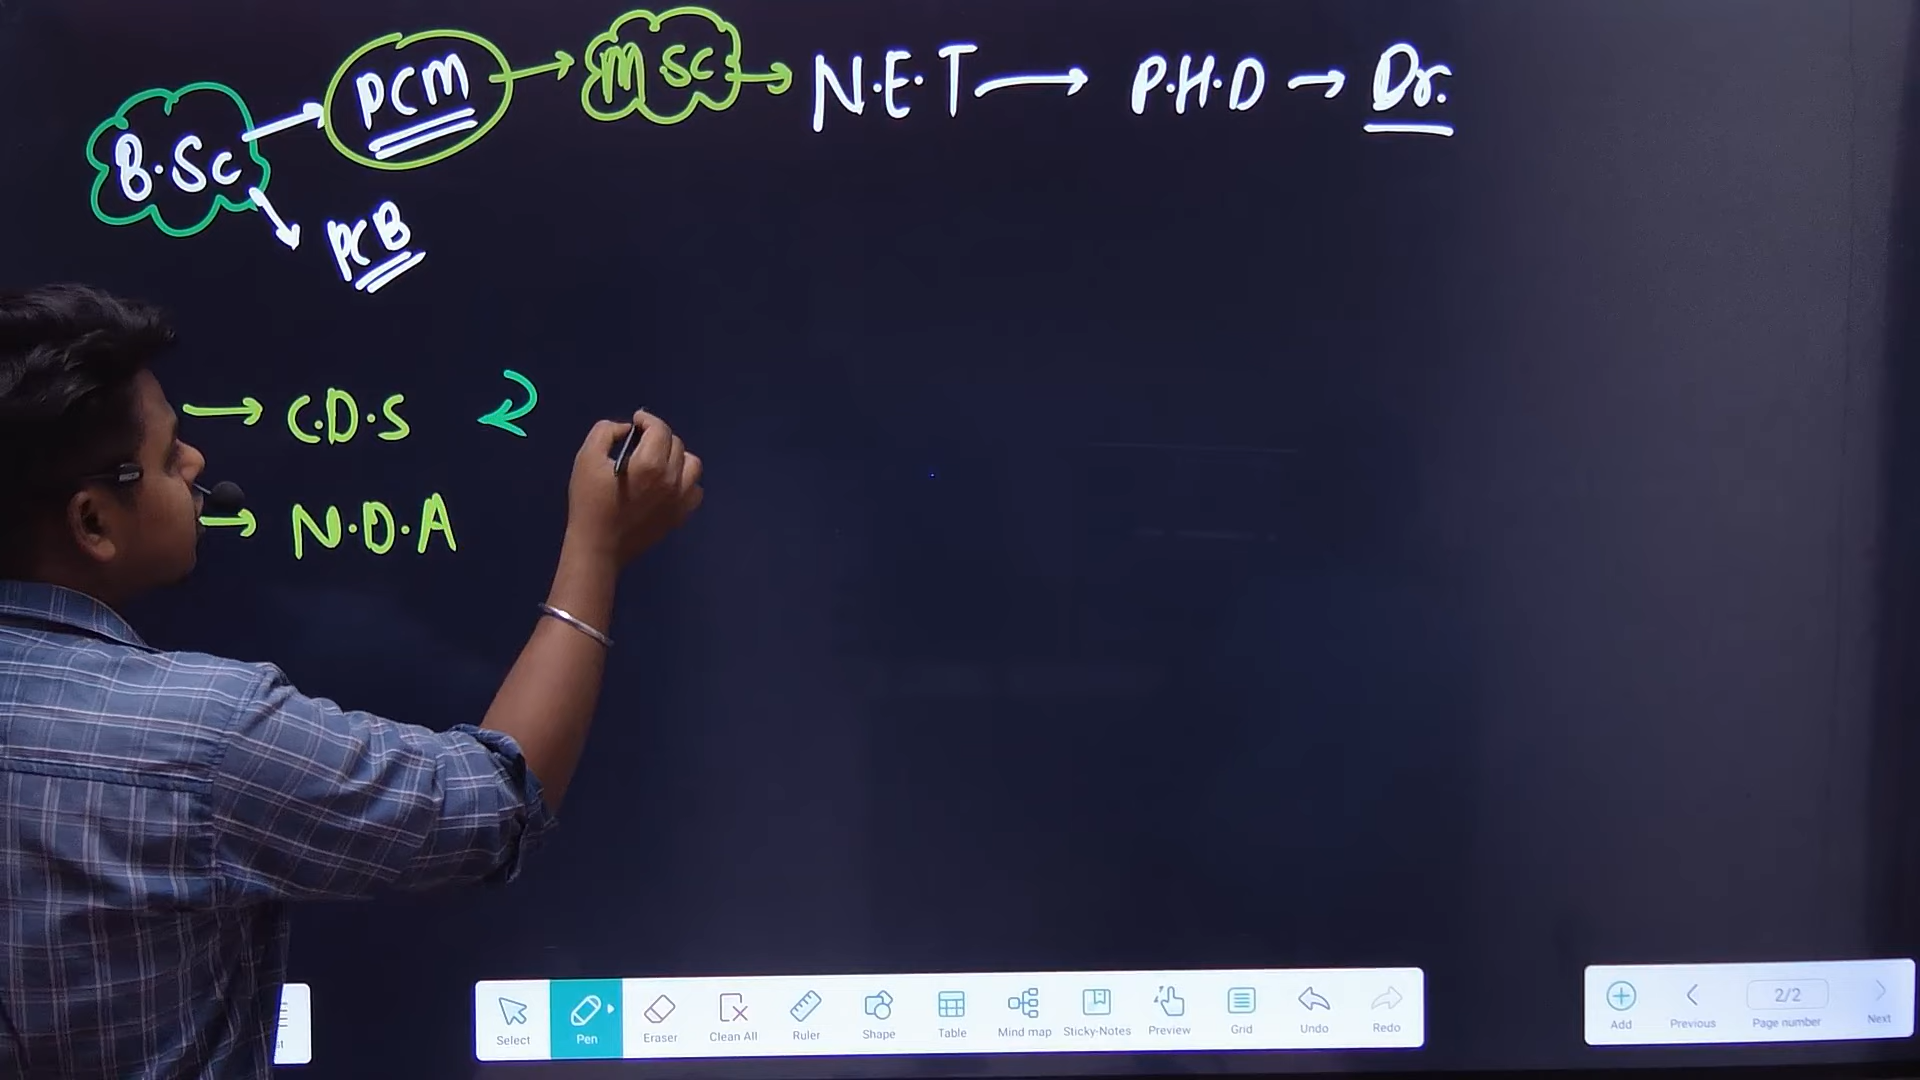 B.Sc → PCM → M.Sc → N.E.T → P.H.D → Dr.
PCB
→ C.D.S
→ N.D.A
Select Pen Eraser Clean All Ruler Shape Table Mind map Sticky-Notes Preview Grid Undo Redo
Add Previous 2/2 Page number Next